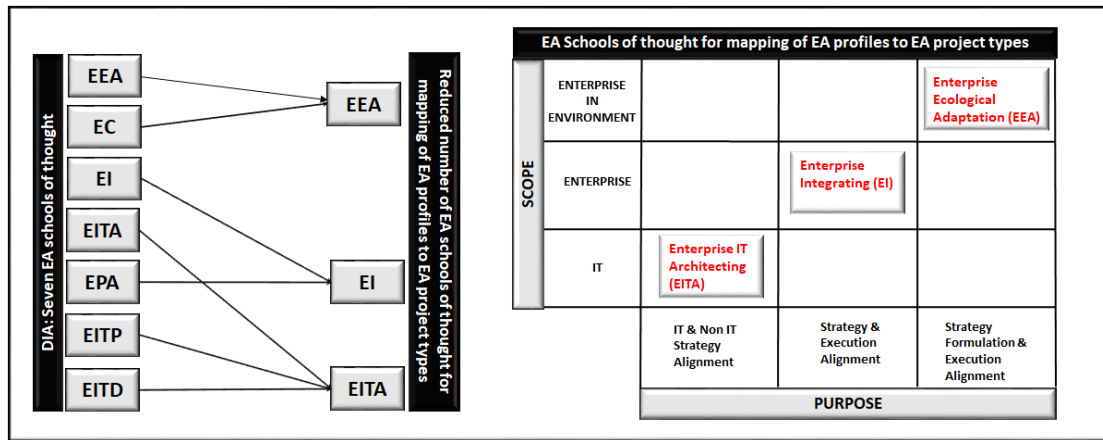 DIA: Seven EA schools of thought
EEA
EC
EI
EITA
EPA
EITP
EITD
EEA
EI
EITA
Reduced number of EA schools of thought for
mapping of EA profiles to EA project types
EA Schools of thought for mapping of EA profiles to EA project types
SCOPE
ENTERPRISE
IN
ENVIRONMENT
Enterprise
Ecological
Adaptation (EEA)
ENTERPRISE
Enterprise
Integrating (EI)
IT
Enterprise IT
Architecting
(EITA)
IT & Non IT
Strategy
Alignment
Strategy &
Execution
Alignment
Strategy
Formulation &
Execution
Alignment
PURPOSE